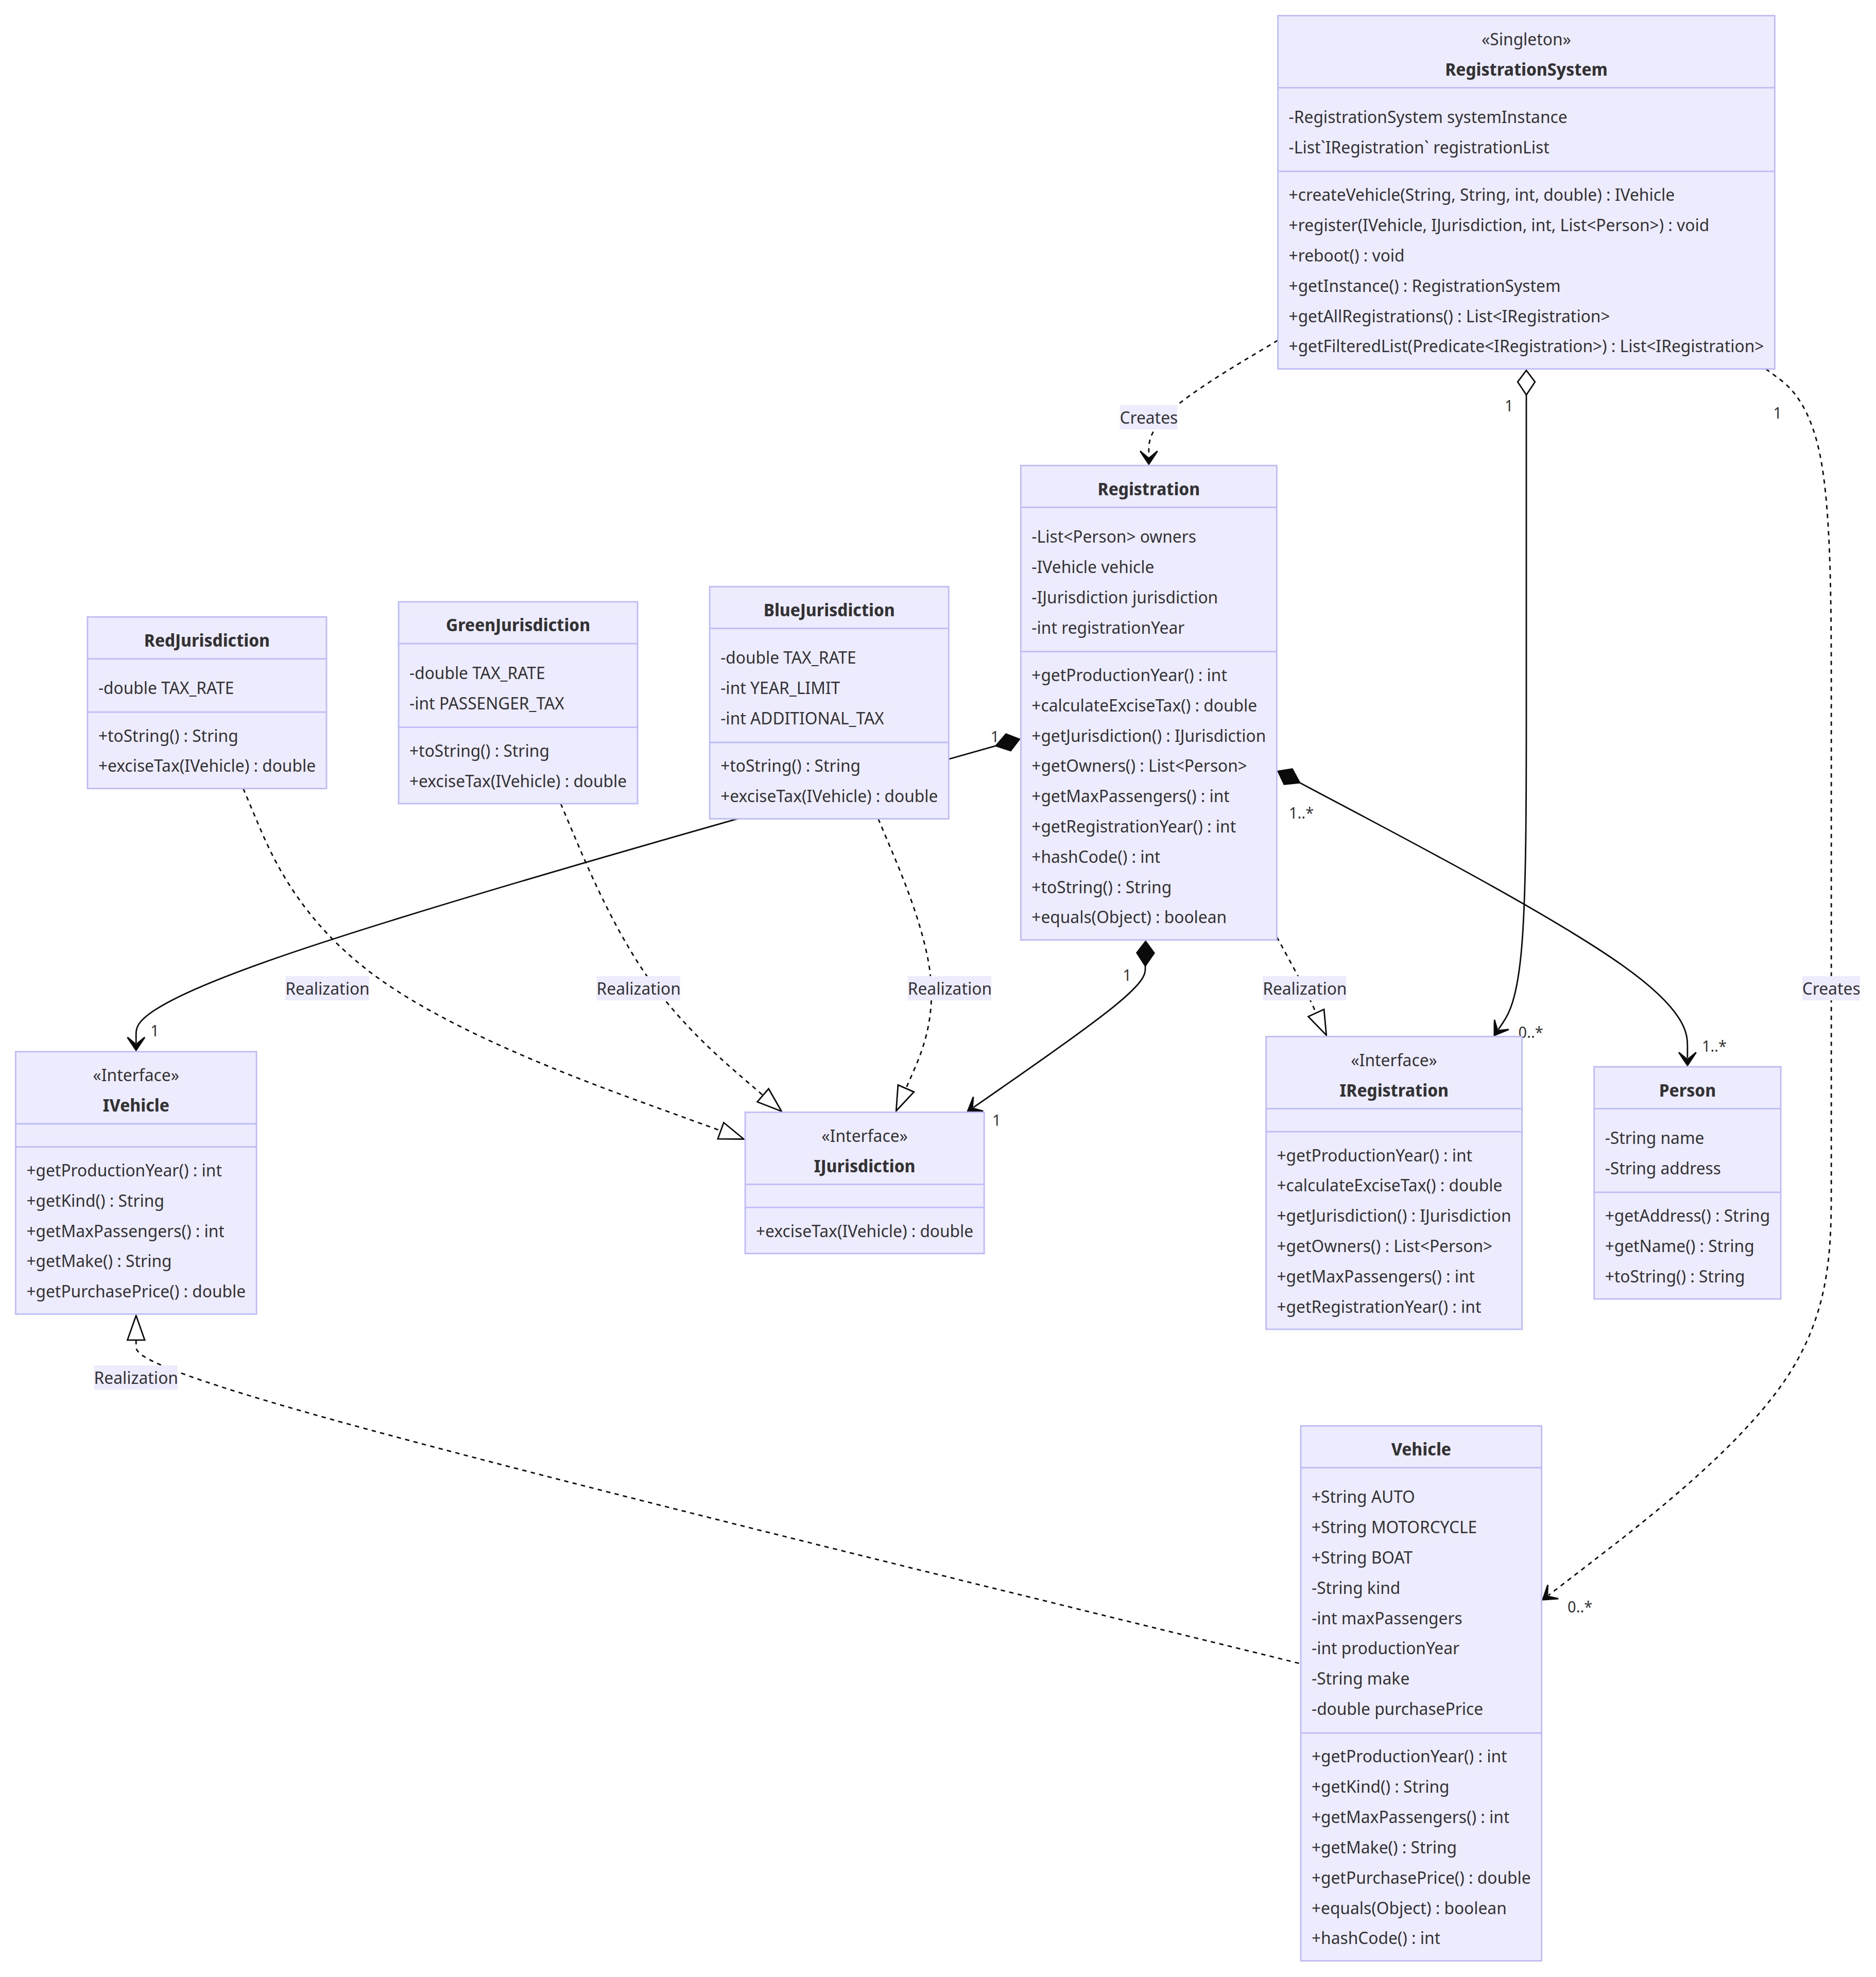 «Singleton»
RegistrationSystem
-RegistrationSystem systemInstance
-List`IRegistration` registrationList
+createVehicle(String, String, int, double) : IVehicle
+register(IVehicle, IJurisdiction, int, List<Person>) : void
+reboot() : void
+getInstance() : RegistrationSystem
+getAllRegistrations() : List<IRegistration>
+getFilteredList(Predicate<IRegistration>) : List<IRegistration>
1
1
Creates
Registration
-List<Person> owners
-IVehicle vehicle
-IJurisdiction jurisdiction
-int registrationYear
+getProductionYear() : int
+calculateExciseTax() : double
+getJurisdiction() : IJurisdiction
+getOwners() : List<Person>
+getMaxPassengers() : int
+getRegistrationYear() : int
+hashCode() : int
+toString() : String
+equals(Object) : boolean
RedJurisdiction
-double TAX_RATE
+toString() : String
+exciseTax(IVehicle) : double
GreenJurisdiction
-double TAX_RATE
-int PASSENGER_TAX
+toString() : String
+exciseTax(IVehicle) : double
BlueJurisdiction
-double TAX_RATE
-int YEAR_LIMIT
-int ADDITIONAL_TAX
+toString() : String
+exciseTax(IVehicle) : double
1
1..*
1
Realization
Realization
Realization
Realization
Creates
1
0..*
1..*
1
«Interface»
IVehicle
+getProductionYear() : int
+getKind() : String
+getMaxPassengers() : int
+getMake() : String
+getPurchasePrice() : double
«Interface»
IJurisdiction
+exciseTax(IVehicle) : double
«Interface»
IRegistration
+getProductionYear() : int
+calculateExciseTax() : double
+getJurisdiction() : IJurisdiction
+getOwners() : List<Person>
+getMaxPassengers() : int
+getRegistrationYear() : int
Person
-String name
-String address
+getAddress() : String
+getName() : String
+toString() : String
Realization
Vehicle
+String AUTO
+String MOTORCYCLE
+String BOAT
-String kind
-int maxPassengers
-int productionYear
-String make
-double purchasePrice
+getProductionYear() : int
+getKind() : String
+getMaxPassengers() : int
+getMake() : String
+getPurchasePrice() : double
+equals(Object) : boolean
+hashCode() : int
0..*